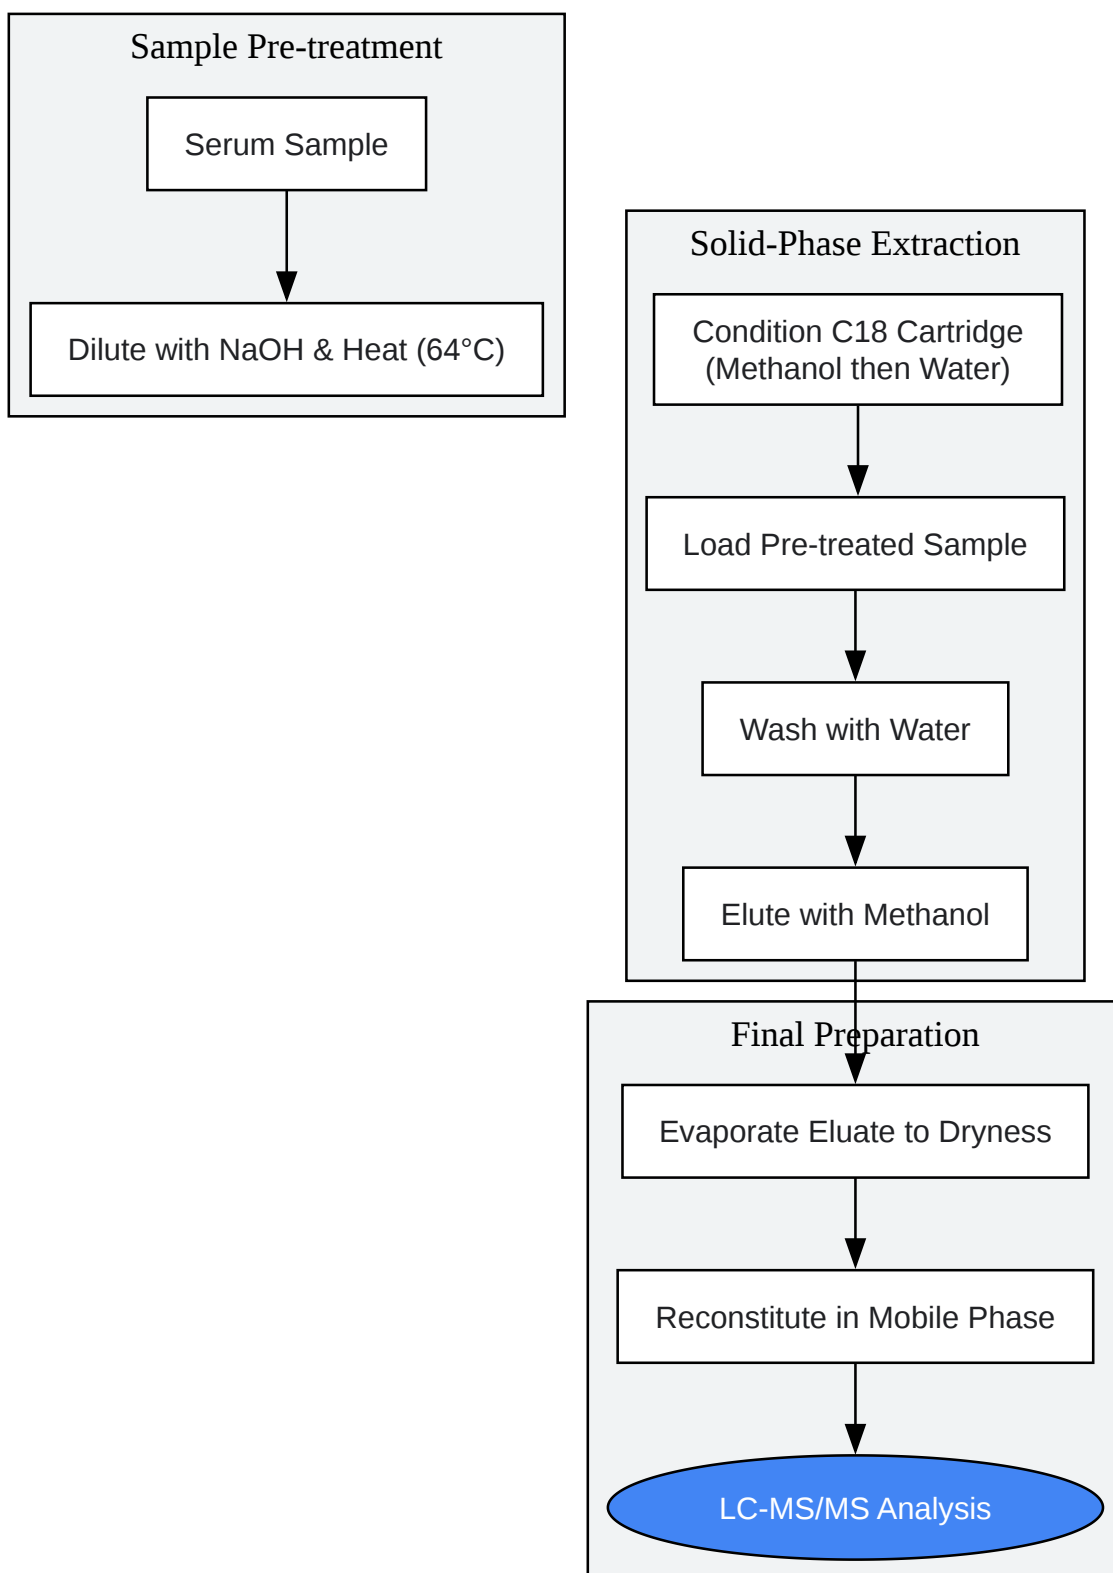 Sample Pre-treatment
Serum Sample
Dilute with NaOH & Heat (64°C)
Solid-Phase Extraction
Condition C18 Cartridge
(Methanol then Water)
Load Pre-treated Sample
Wash with Water
Elute with Methanol
Final Preparation
Evaporate Eluate to Dryness
Reconstitute in Mobile Phase
LC-MS/MS Analysis